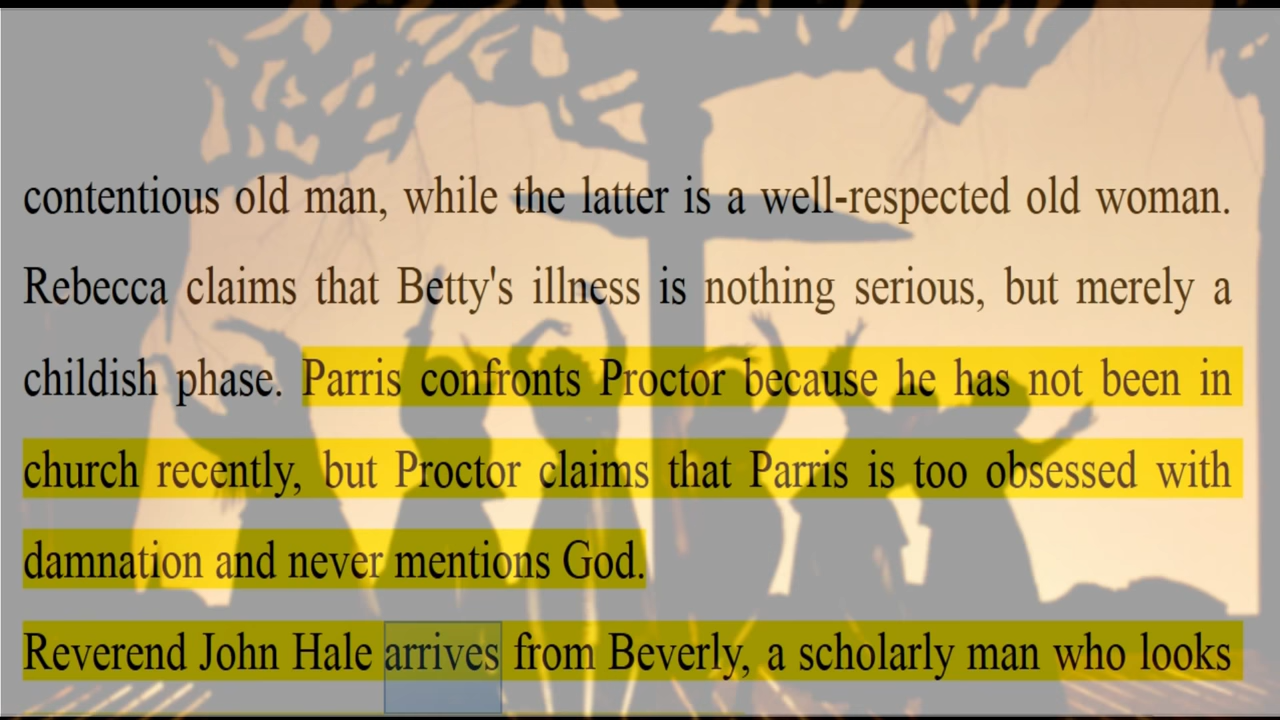 contentious old man, while the latter is a well-respected old woman.
Rebecca claims that Betty's illness is nothing serious, but merely a
childish phase. Parris confronts Proctor because he has not been in
church recently, but Proctor claims that Parris is too obsessed with
damnation and never mentions God.
Reverend John Hale arrives from Beverly, a scholarly man who looks